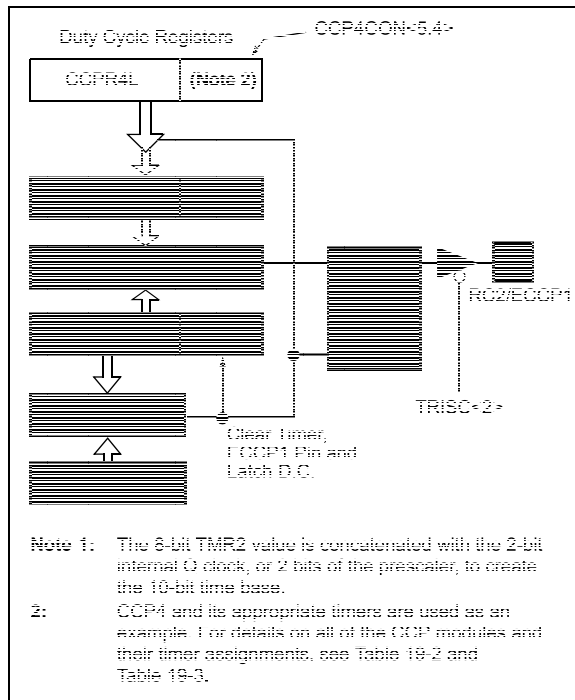 Duty Cycle Registers
CCP4CON<5:4>
CCPR4L
(Note 2)
RC2/ECCP1
TRISC<2>
Clear Timer,
ECCP1 Pin and
Latch D.C.
Note 1: The 8-bit TMR2 value is concatenated with the 2-bit
internal Q clock, or 2 bits of the prescaler, to create
the 10-bit time base.
2: CCP4 and its appropriate timers are used as an
example. For details on all of the CCP modules and
their timer assignments, see Table 19-2 and
Table 19-3.